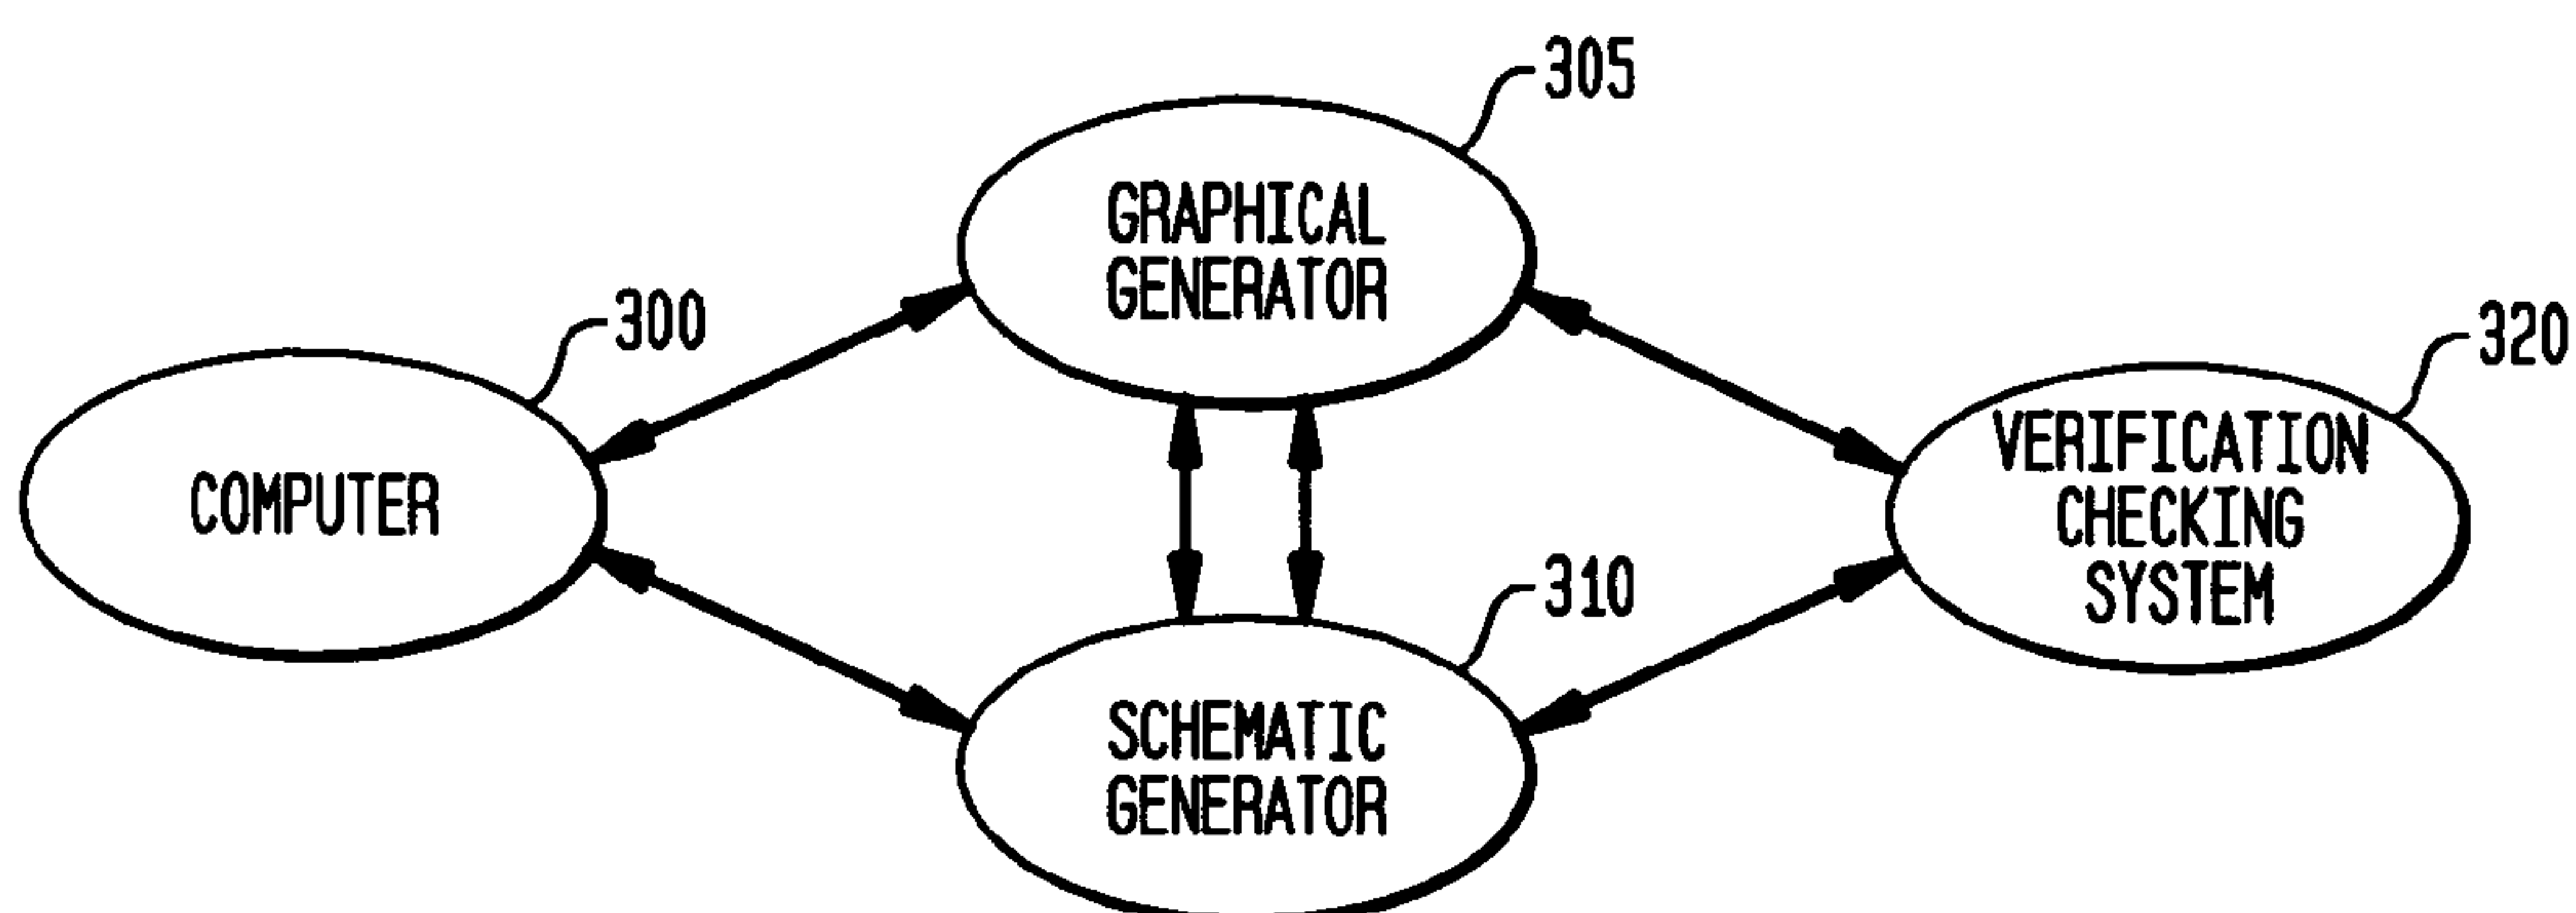 305
GRAPHICAL
GENERATOR
300
COMPUTER
320
VERIFICATION
CHECKING
SYSTEM
310
SCHEMATIC
GENERATOR